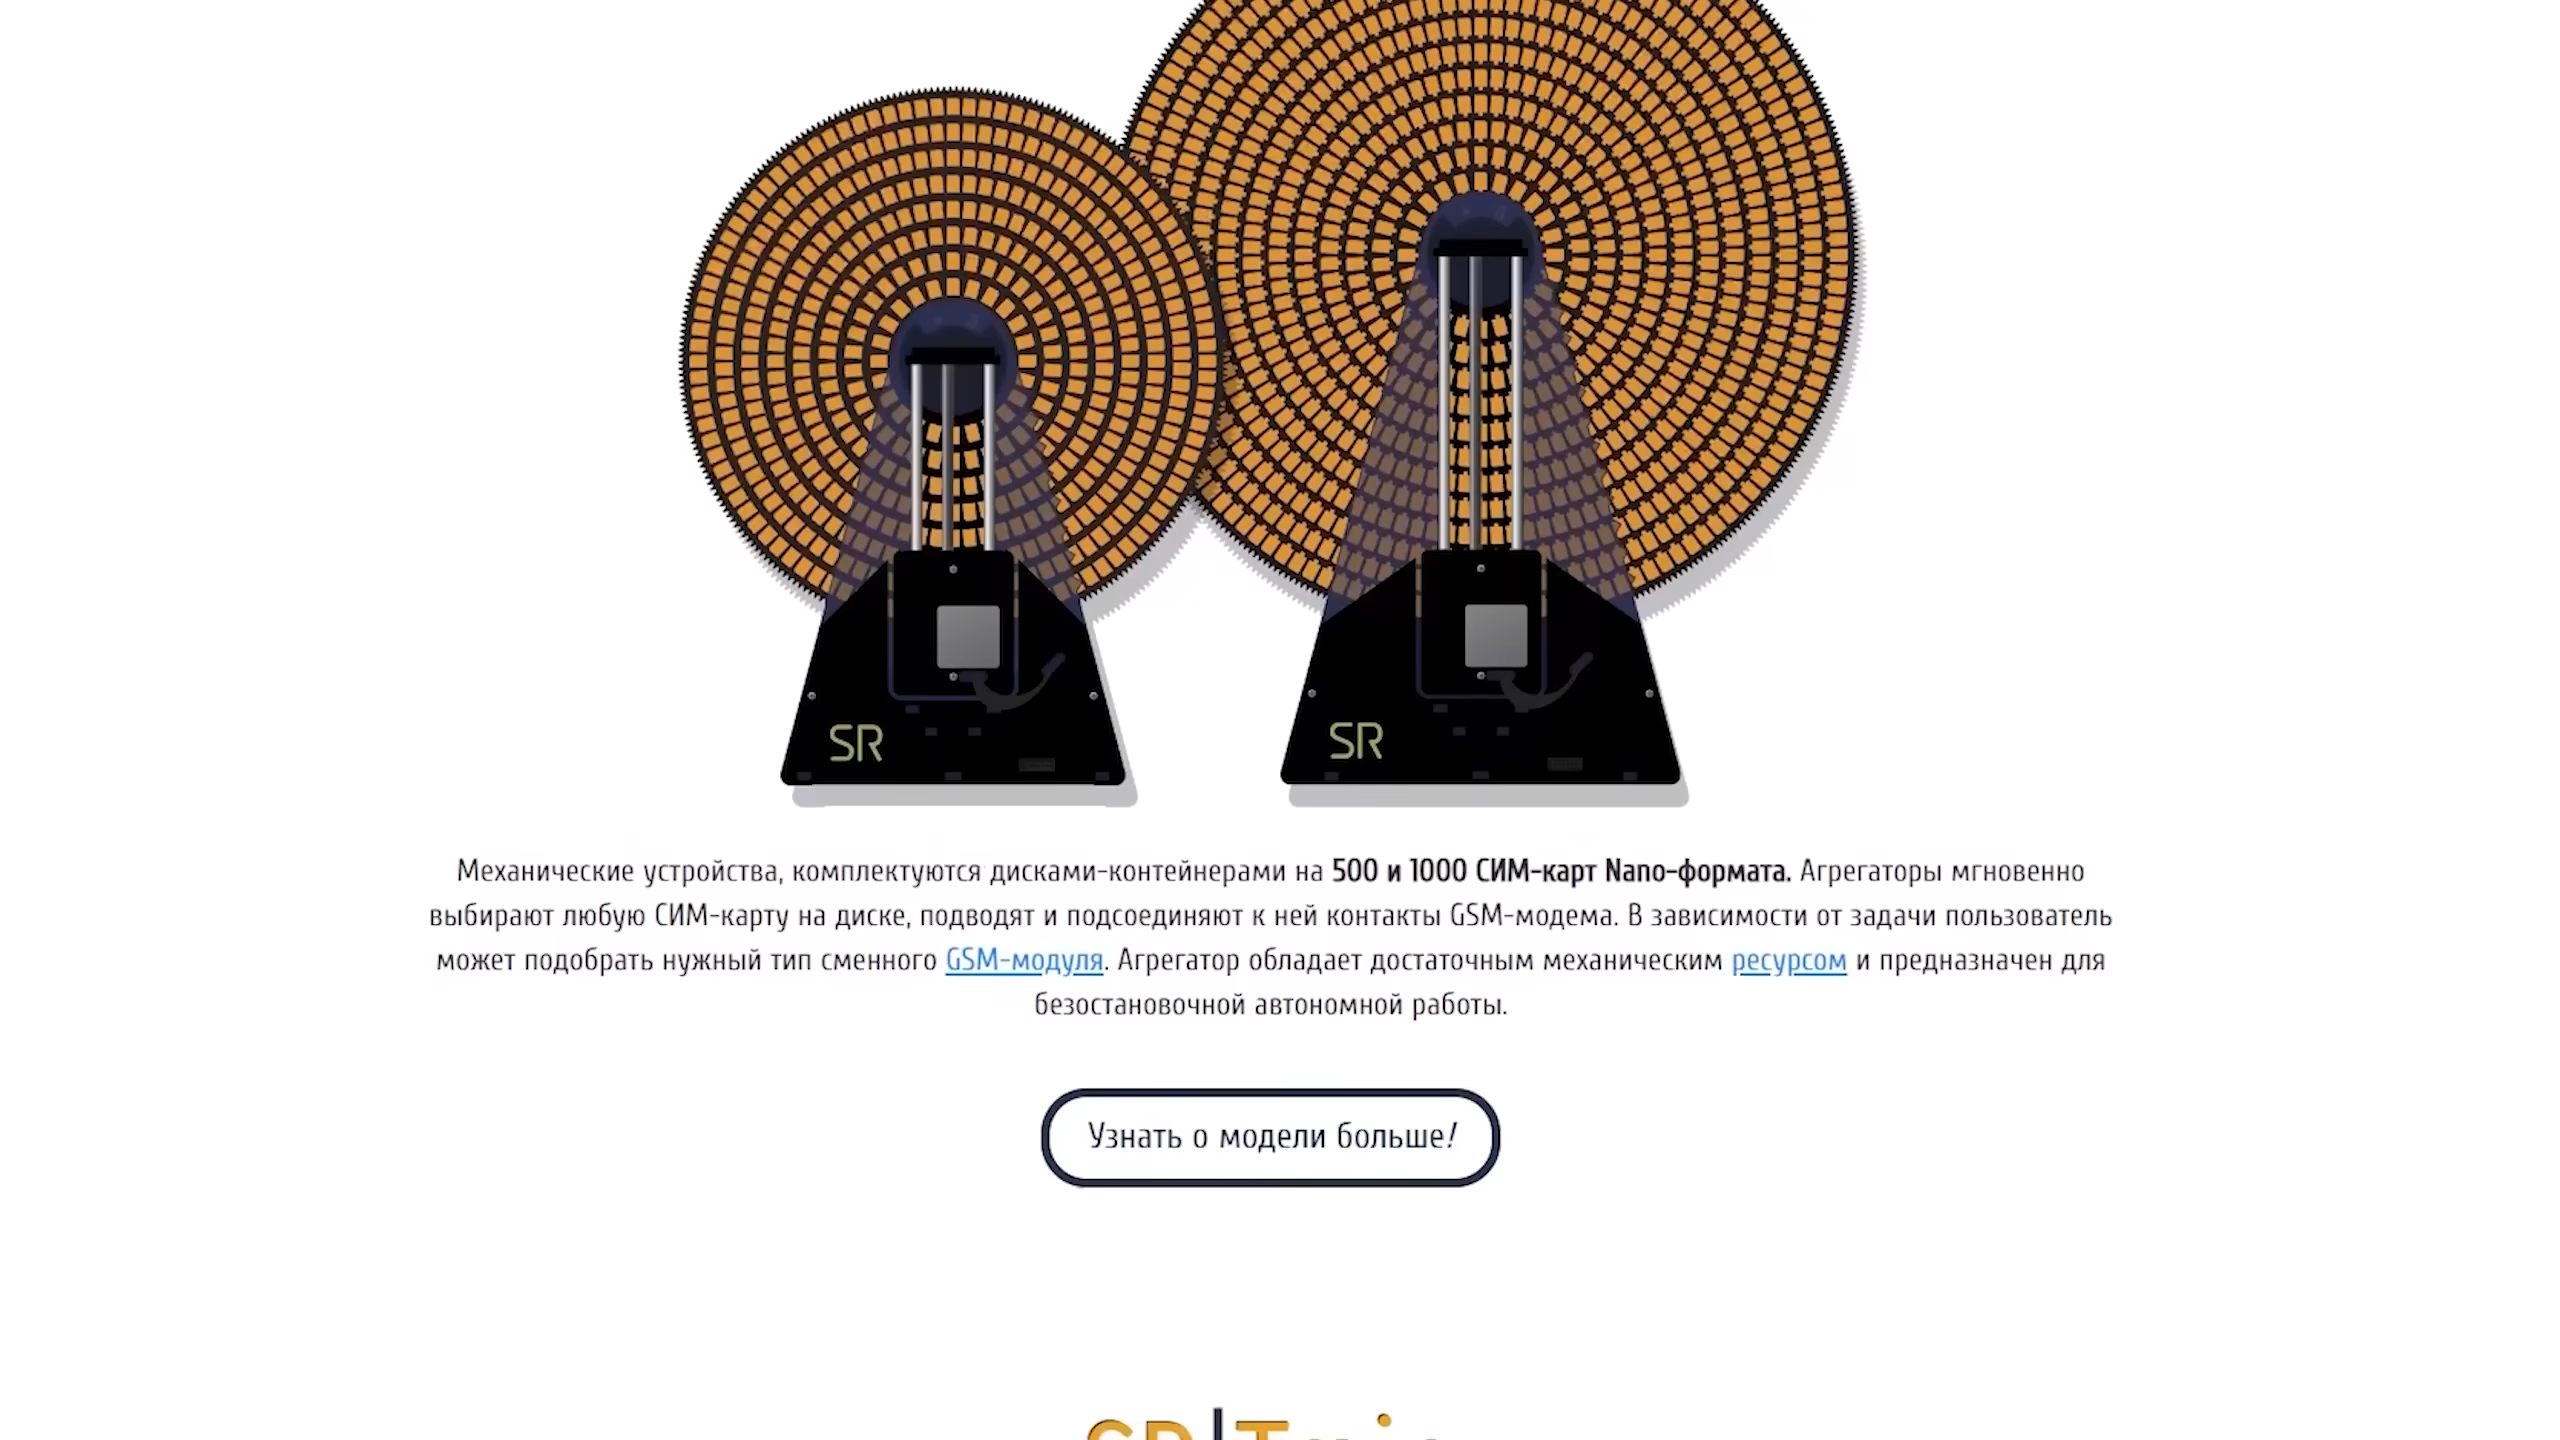 SR
SR
Механические устройства, комплектуются дисками-контейнерами на 500 и 1000 СИМ-карт Nano-формата. Агрегаторы мгновенно
выбирают любую СИМ-карту на диске, подводят и подсоединяют к ней контакты GSM-модема. В зависимости от задачи пользователь
может подобрать нужный тип сменного GSM-модуля. Агрегатор обладает достаточным механическим ресурсом и предназначен для
безостановочной автономной работы.
Узнать о модели больше!